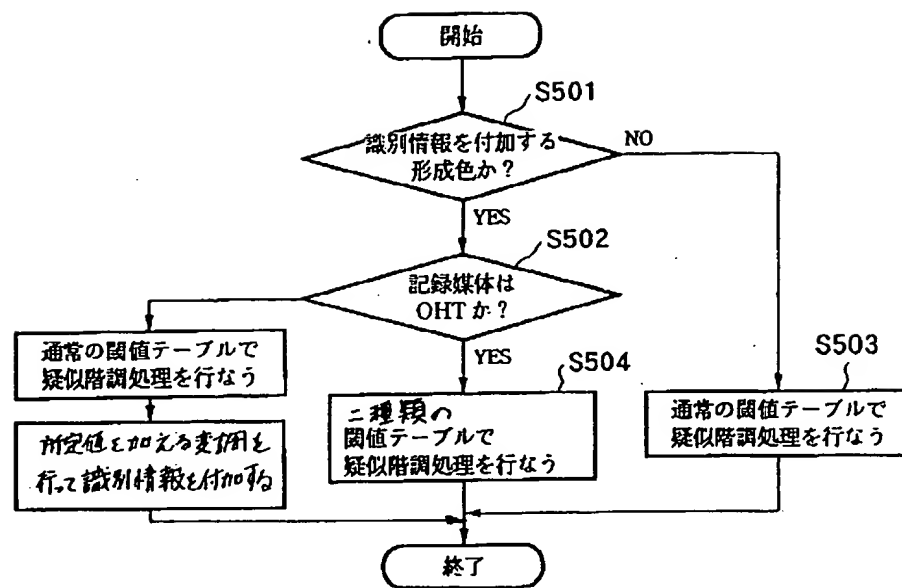 開始
S501
識別情報を付加する
形成色か？
NO
YES
S502
記録媒体は
OHTか？
YES
通常の閾値テーブルで
疑似階調処理を行なう
所定値を加える変調を
行って識別情報を付加する
S504
二種類の
閾値テーブルで
疑似階調処理を行なう
S503
通常の閾値テーブルで
疑似階調処理を行なう
終了